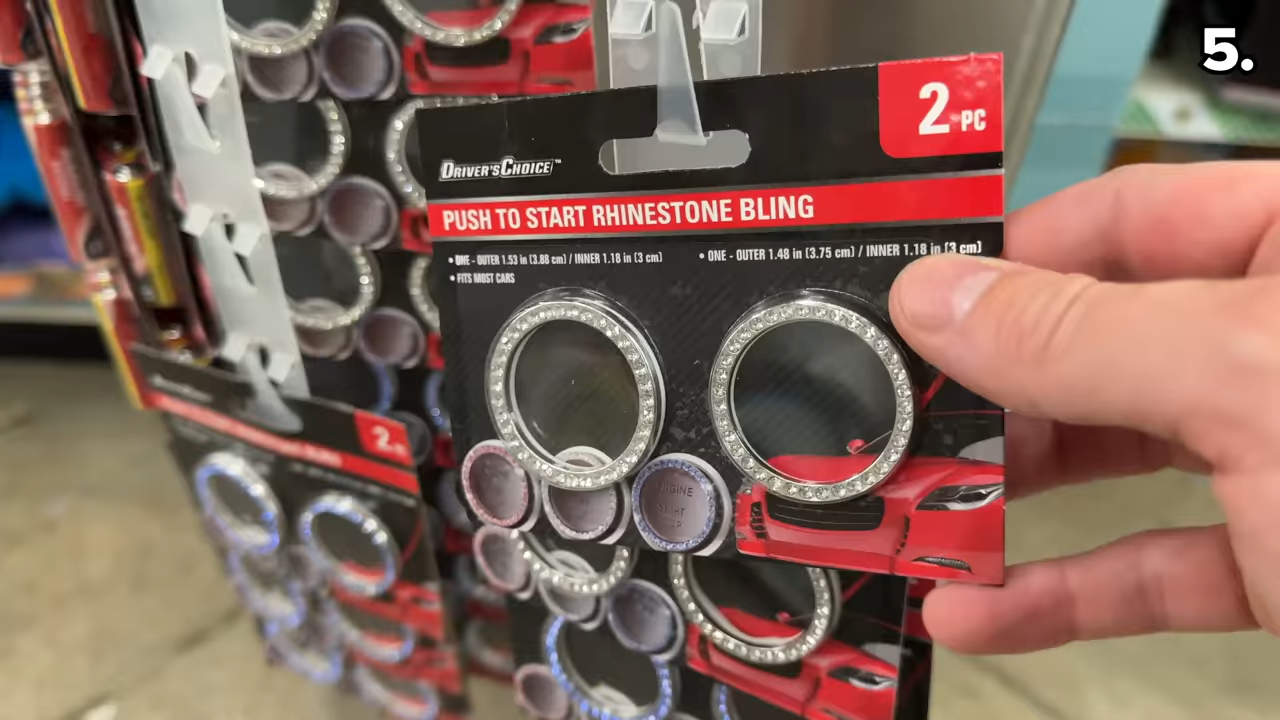 5.
2 PC
DRIVER'S CHOICE™
PUSH TO START RHINESTONE BLING
• ONE - OUTER 1.53 in (3.88 cm) / INNER 1.18 in (3 cm)
• ONE - OUTER 1.48 in (3.75 cm) / INNER 1.18 in (3 cm)
• FITS MOST CARS
ENGINE
START
2